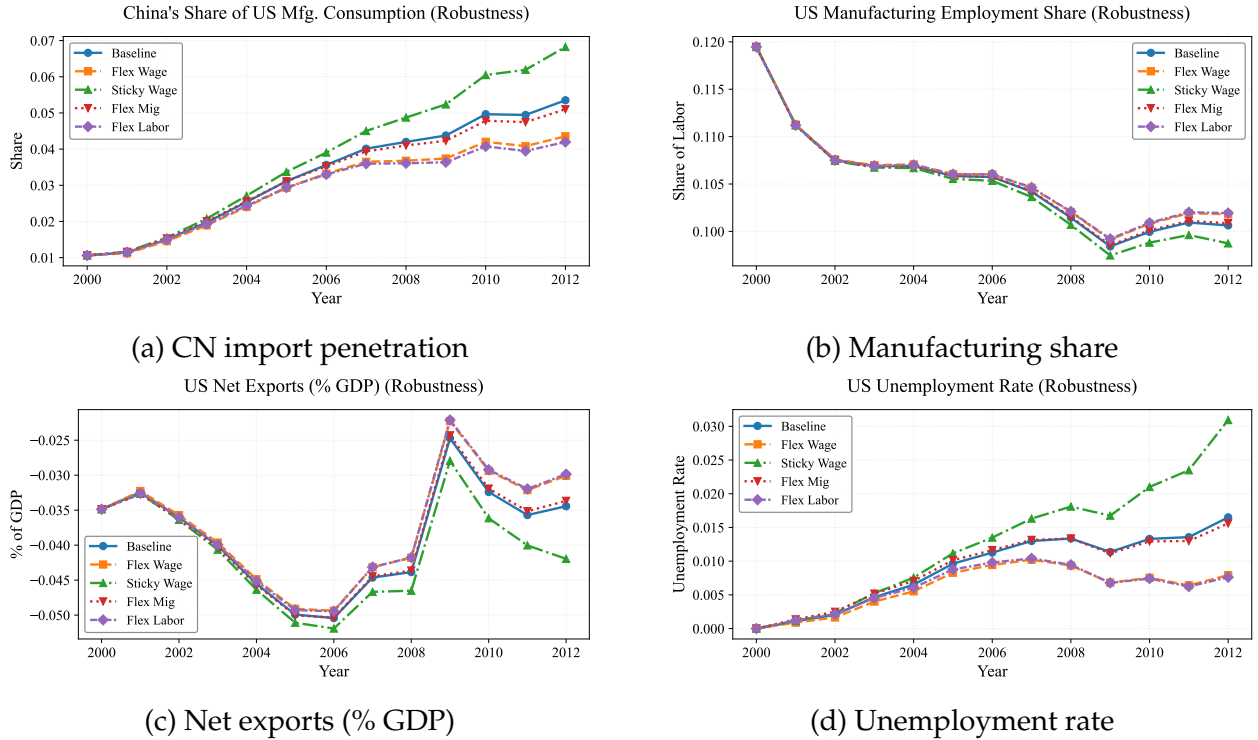 China's Share of US Mfg. Consumption (Robustness)
Share
0.07
0.06
0.05
0.04
0.03
0.02
0.01
Baseline
Flex Wage
Sticky Wage
Flex Mig
Flex Labor
2000 2002 2004 2006 2008 2010 2012
Year
(a) CN import penetration
US Manufacturing Employment Share (Robustness)
Share of Labor
0.120
0.115
0.110
0.105
0.100
Baseline
Flex Wage
Sticky Wage
Flex Mig
Flex Labor
2000 2002 2004 2006 2008 2010 2012
Year
(b) Manufacturing share
US Net Exports (% GDP) (Robustness)
% of GDP
−0.025
−0.030
−0.035
−0.040
−0.045
−0.050
Baseline
Flex Wage
Sticky Wage
Flex Mig
Flex Labor
2000 2002 2004 2006 2008 2010 2012
Year
(c) Net exports (% GDP)
US Unemployment Rate (Robustness)
Unemployment Rate
0.030
0.025
0.020
0.015
0.010
0.005
0.000
Baseline
Flex Wage
Sticky Wage
Flex Mig
Flex Labor
2000 2002 2004 2006 2008 2010 2012
Year
(d) Unemployment rate